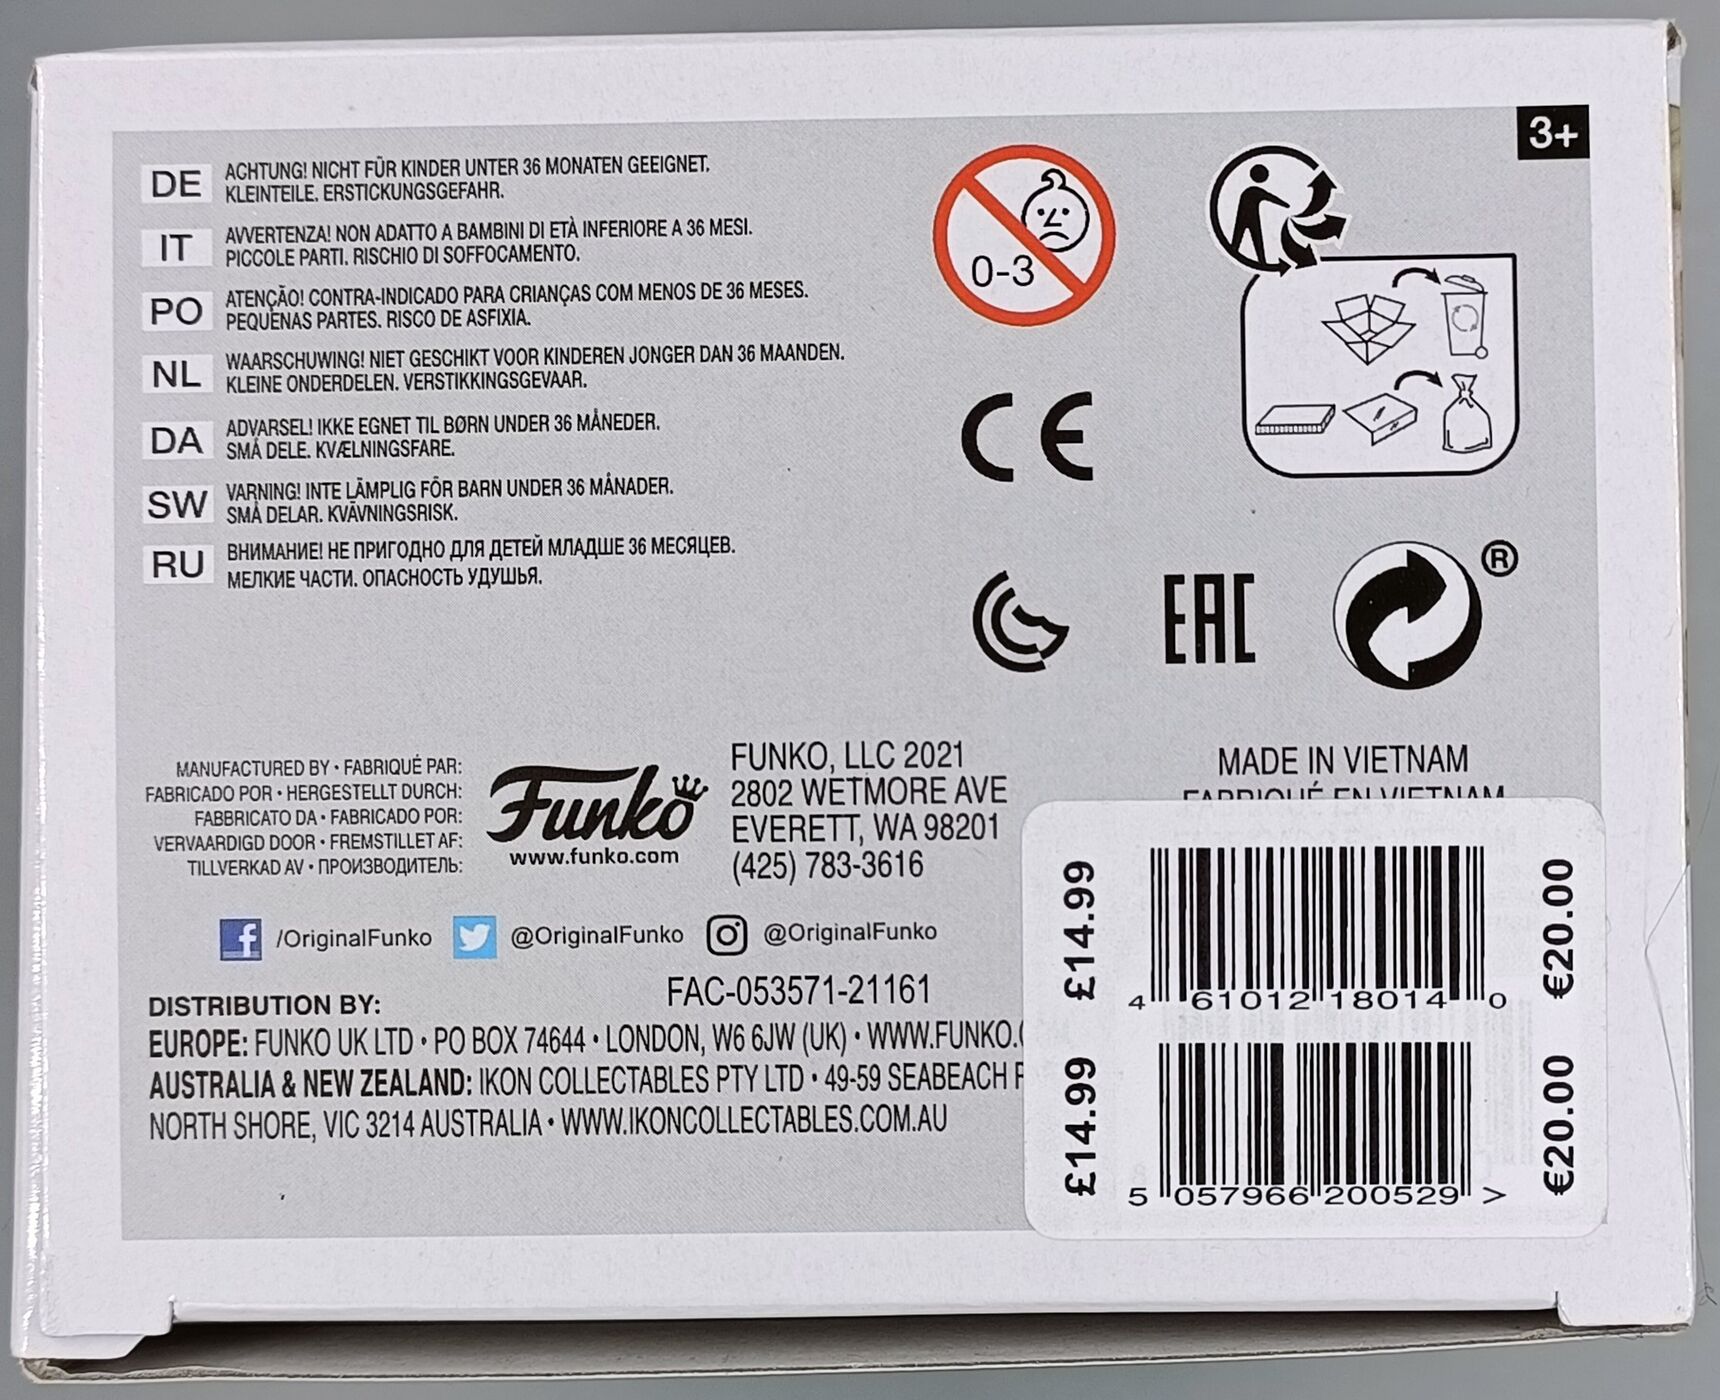 3+
DE
ACHTUNG! NICHT FÜR KINDER UNTER 36 MONATEN GEEIGNET.
KLEINTEILE. ERSTICKUNGSGEFAHR.
IT
AVVERTENZA! NON ADATTO A BAMBINI DI ETÀ INFERIORE A 36 MESI.
PICCOLE PARTI. RISCHIO DI SOFFOCAMENTO.
PO
ATENÇÃO! CONTRA-INDICADO PARA CRIANÇAS COM MENOS DE 36 MESES.
PEQUENAS PARTES. RISCO DE ASFIXIA.
NL
WAARSCHUWING! NIET GESCHIKT VOOR KINDEREN JONGER DAN 36 MAANDEN.
KLEINE ONDERDELEN. VERSTIKKINGSGEVAAR.
DA
ADVARSEL! IKKE EGNET TIL BØRN UNDER 36 MÅNEDER.
SMÅ DELE. KVÆLNINGSFARE.
SW
VARNING! INTE LÄMPLIG FÖR BARN UNDER 36 MÅNADER.
SMÅ DELAR. KVÄVNINGSRISK.
RU
ВНИМАНИЕ! НЕ ПРИГОДНО ДЛЯ ДЕТЕЙ МЛАДШЕ 36 МЕСЯЦЕВ.
МЕЛКИЕ ЧАСТИ. ОПАСНОСТЬ УДУШЬЯ.
0-3
CE
EAC
®
MANUFACTURED BY • FABRIQUÉ PAR:
FABRICADO POR • HERGESTELLT DURCH:
FABBRICATO DA • FABRICADO POR:
VERVAARDIGD DOOR • FREMSTILLET AF:
TILLVERKAD AV • ПРОИЗВОДИТЕЛЬ:
Funko
www.funko.com
FUNKO, LLC 2021
2802 WETMORE AVE
EVERETT, WA 98201
(425) 783-3616
MADE IN VIETNAM
FABRIQUÉ EN VIETNAM
/OriginalFunko
@OriginalFunko
@OriginalFunko
FAC-053571-21161
DISTRIBUTION BY:
EUROPE: FUNKO UK LTD • PO BOX 74644 • LONDON, W6 6JW (UK) • WWW.FUNKO.
AUSTRALIA & NEW ZEALAND: IKON COLLECTABLES PTY LTD • 49-59 SEABEACH
NORTH SHORE, VIC 3214 AUSTRALIA • WWW.IKONCOLLECTABLES.COM.AU
£14.99
4 61012 18014 0
€20.00
£14.99
5 057966 200529 >
€20.00